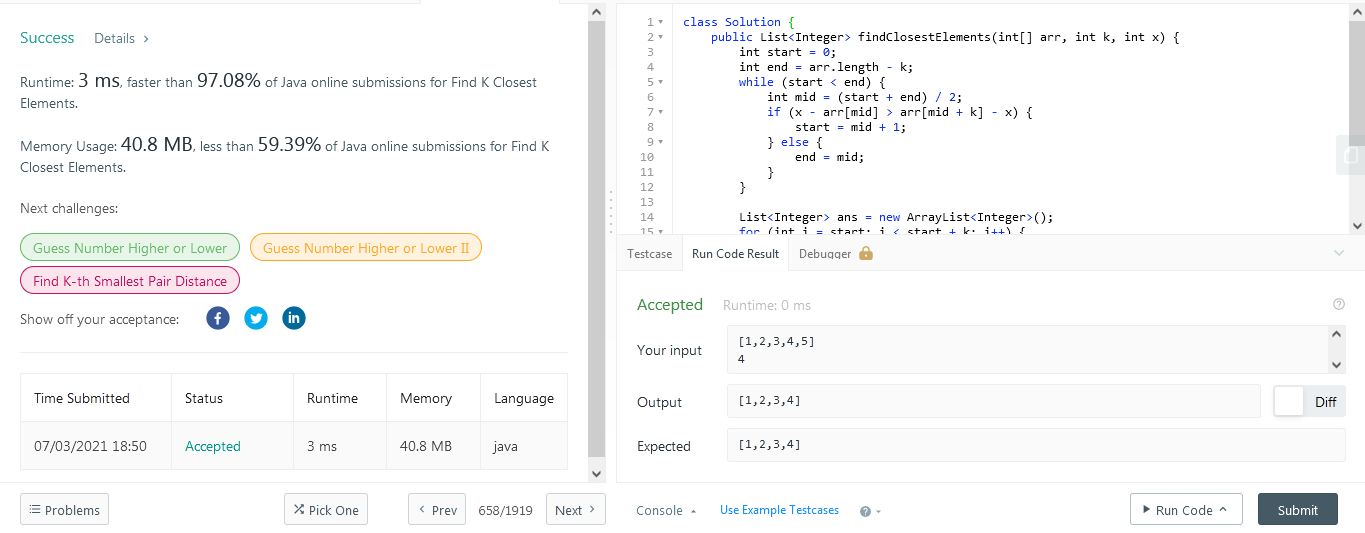 Success Details >
Runtime: 3 ms, faster than 97.08% of Java online submissions for Find K Closest
Elements.
Memory Usage: 40.8 MB, less than 59.39% of Java online submissions for Find K
Closest Elements.
Next challenges:
Guess Number Higher or Lower Guess Number Higher or Lower II
Find K-th Smallest Pair Distance
Show off your acceptance: f in
Time Submitted Status Runtime Memory Language
07/03/2021 18:50 Accepted 3 ms 40.8 MB java
Problems Pick One < Prev 658/1919 Next >
1 class Solution {
2 public List<Integer> findClosestElements(int[] arr, int k, int x) {
3 int start = 0;
4 int end = arr.length - k;
5 while (start < end) {
6 int mid = (start + end) / 2;
7 if (x - arr[mid] > arr[mid + k] - x) {
8 start = mid + 1;
9 } else {
10 end = mid;
11 }
12 }
13
14 List<Integer> ans = new ArrayList<Integer>();
15 for (int i = start; i < start + k; i++) {
Testcase Run Code Result Debugger
Accepted Runtime: 0 ms ?
Your input [1,2,3,4,5]
4
Output [1,2,3,4] Diff
Expected [1,2,3,4]
Console Use Example Testcases ? Run Code Submit